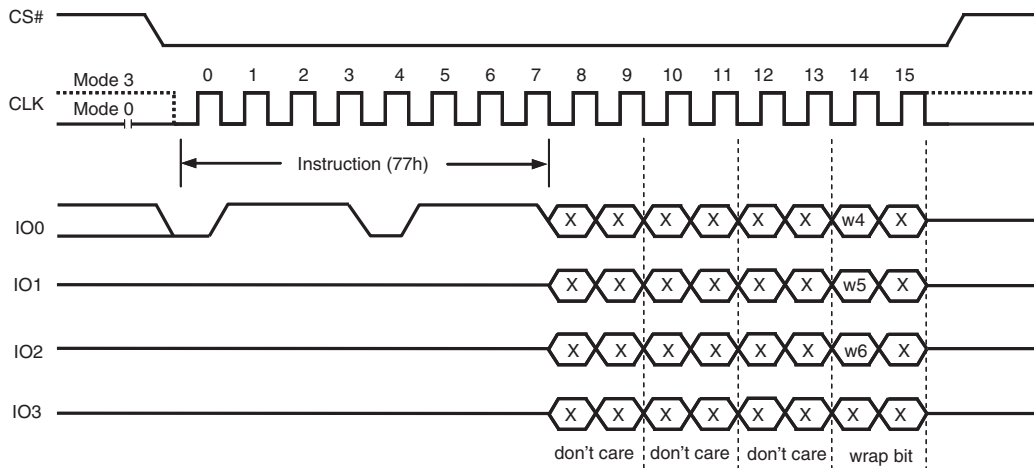 CS#
0 1 2 3 4 5 6 7 8 9 10 11 12 13 14 15
Mode 3
CLK
Mode 0
Instruction (77h)
IO0 X X X X X X w4 X
IO1 X X X X X X w5 X
IO2 X X X X X X w6 X
IO3 X X X X X X X X
don't care don't care don't care wrap bit